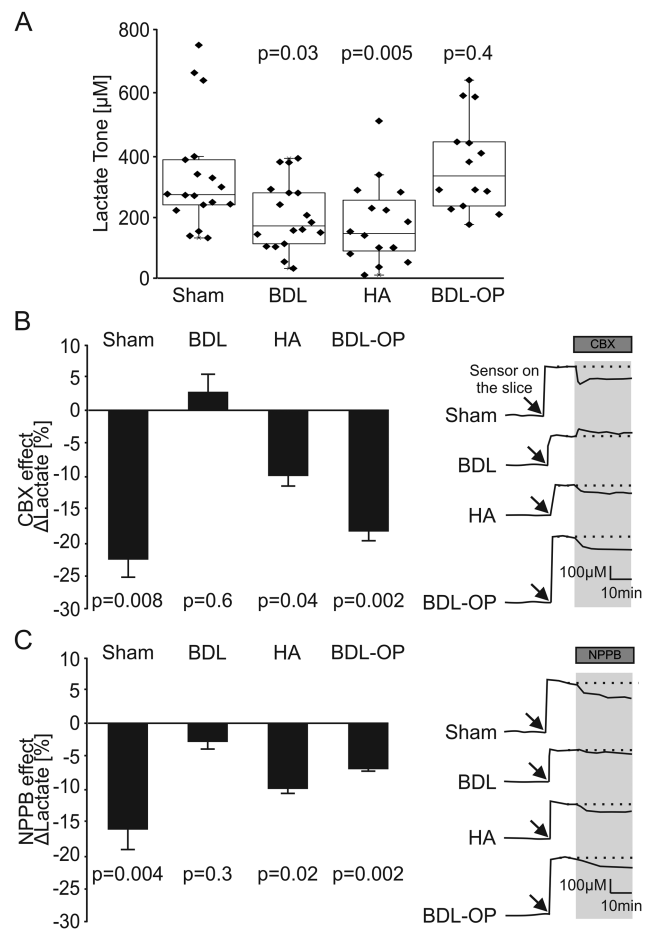 A
Lactate Tone [µM]
800
600
400
200
0
p=0.03 p=0.005 p=0.4
Sham BDL HA BDL-OP
B
CBX effect
ΔLactate [%]
Sham BDL HA BDL-OP
10
5
0
-5
-10
-15
-20
-25
-30
p=0.008 p=0.6 p=0.04 p=0.002
CBX
Sensor on
the slice
Sham
BDL
HA
BDL-OP
100µM
10min
C
NPPB effect
ΔLactate [%]
Sham BDL HA BDL-OP
10
5
0
-5
-10
-15
-20
-25
-30
p=0.004 p=0.3 p=0.02 p=0.002
NPPB
Sham
BDL
HA
BDL-OP
100µM
10min